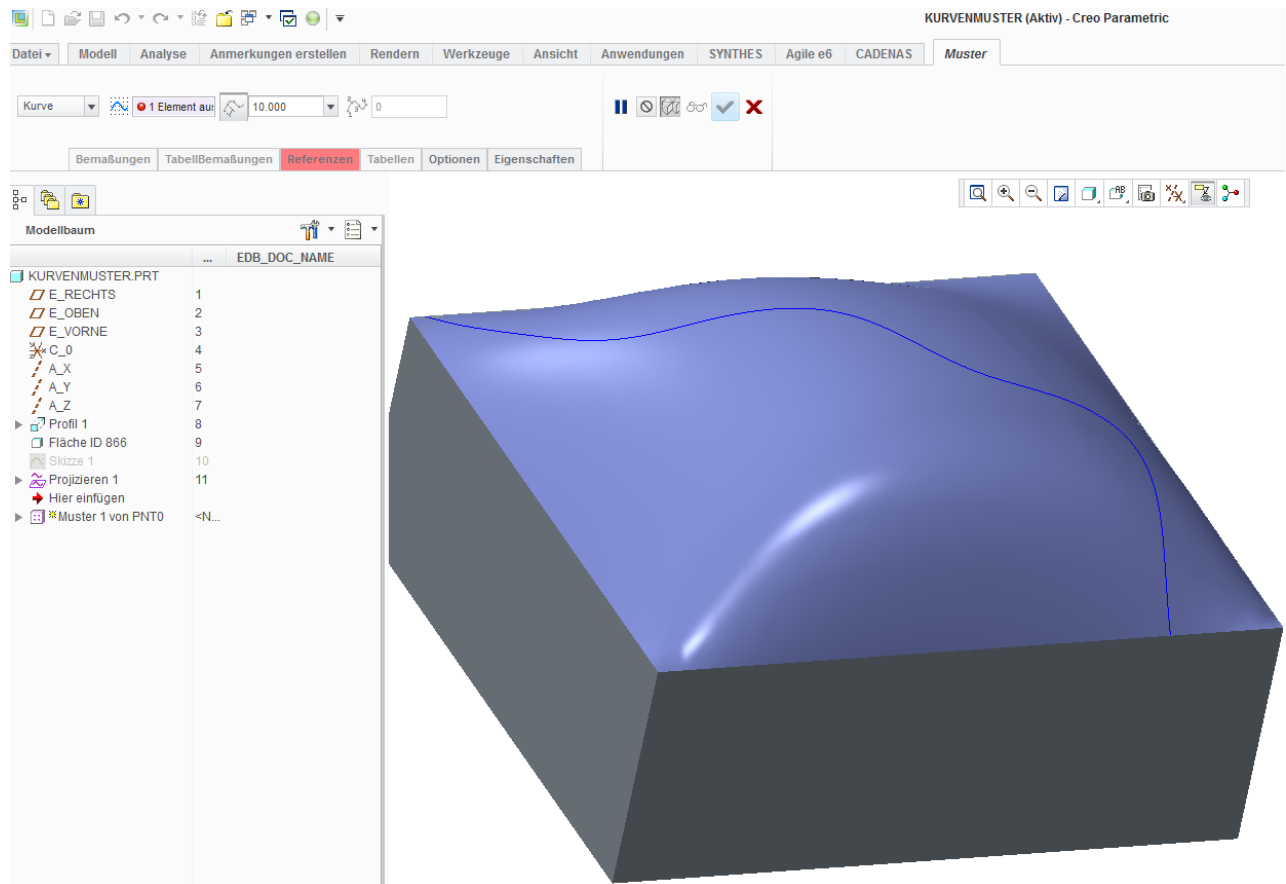 KURVENMUSTER (Aktiv) - Creo Parametric
Datei Modell Analyse Anmerkungen erstellen Rendern Werkzeuge Ansicht Anwendungen SYNTHES Agile e6 CADENAS Muster
Kurve 1 Element aus 10.000 0
Bemaßungen TabellBemaßungen Referenzen Tabellen Optionen Eigenschaften
Modellbaum
... EDB_DOC_NAME
KURVENMUSTER.PRT
E_RECHTS 1
E_OBEN 2
E_VORNE 3
C_0 4
A_X 5
A_Y 6
A_Z 7
Profil 1 8
Fläche ID 866 9
Skizze 1 10
Projizieren 1 11
Hier einfügen
Muster 1 von PNT0 <N...